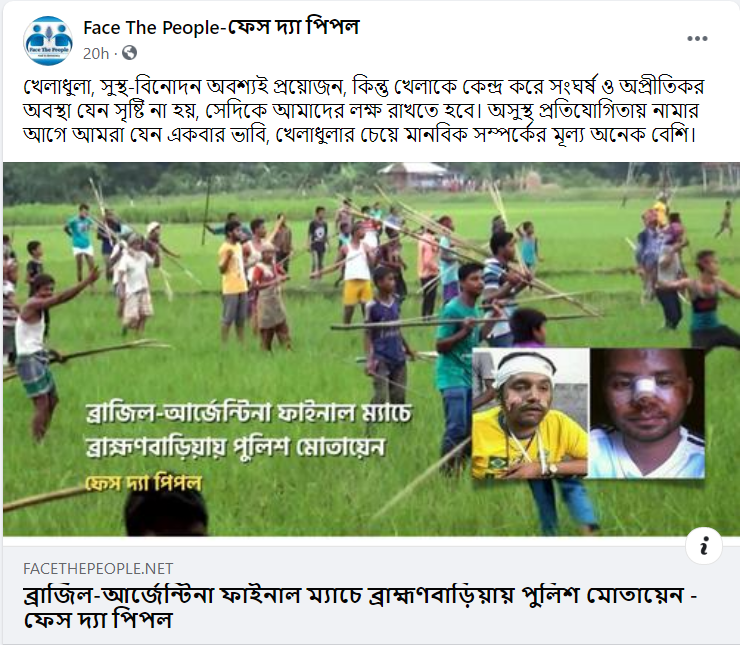 Face The People-ফেস দ্যা পিপল
20h ·
খেলাধুলা, সুস্থ-বিনোদন অবশ্যই প্রয়োজন, কিন্তু খেলাকে কেন্দ্র করে সংঘর্ষ ও অপ্রীতিকর
অবস্থা যেন সৃষ্টি না হয়, সেদিকে আমাদের লক্ষ রাখতে হবে। অসুস্থ প্রতিযোগিতায় নামার
আগে আমরা যেন একবার ভাবি, খেলাধুলার চেয়ে মানবিক সম্পর্কের মূল্য অনেক বেশি।
ব্রাজিল-আর্জেন্টিনা ফাইনাল ম্যাচে
ব্রাহ্মণবাড়িয়ায় পুলিশ মোতায়েন
ফেস দ্যা পিপল
FACETHEPEOPLE.NET
ব্রাজিল-আর্জেন্টিনা ফাইনাল ম্যাচে ব্রাহ্মণবাড়িয়ায় পুলিশ মোতায়েন -
ফেস দ্যা পিপল